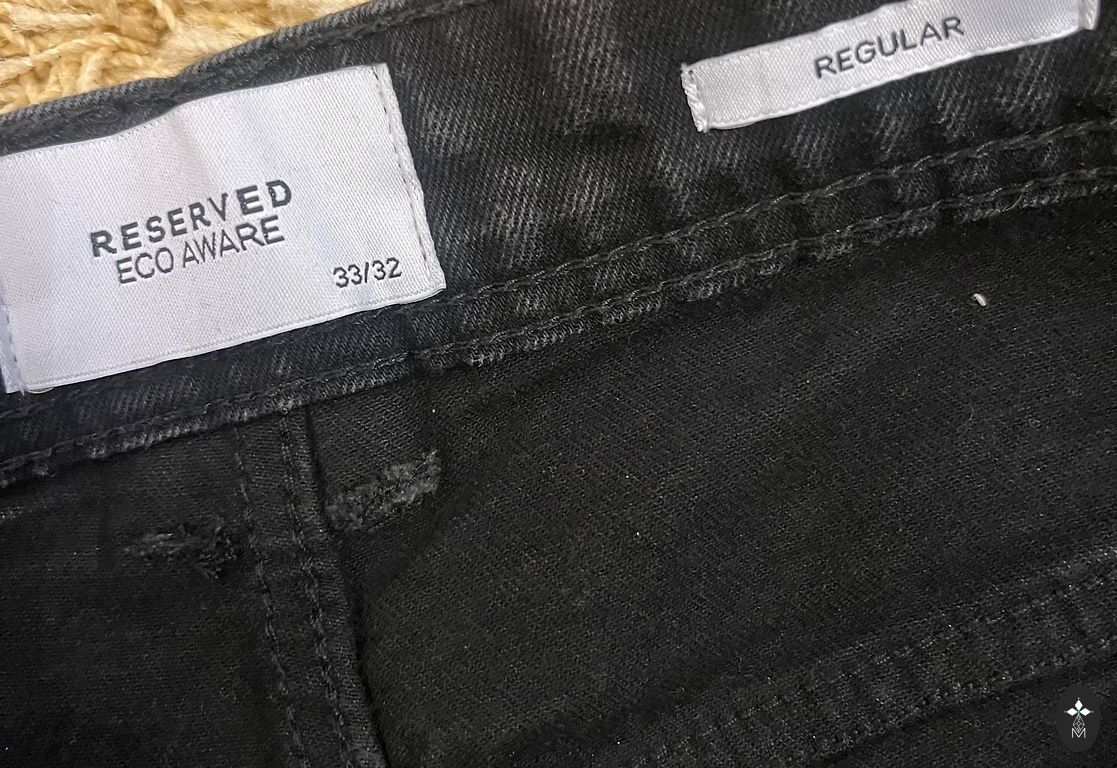 RESERVED
ECO AWARE
33/32
REGULAR